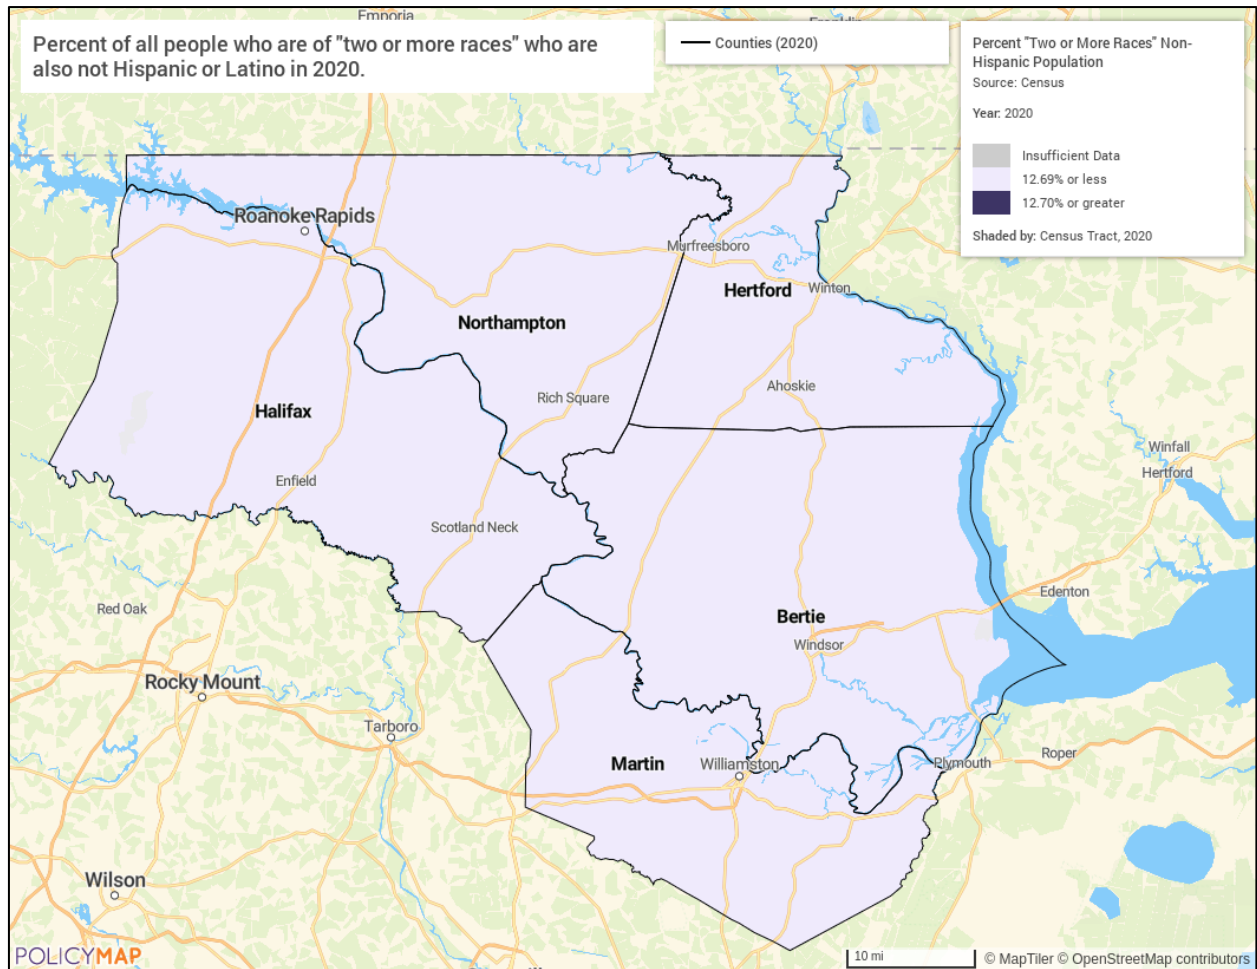 Emporia
Franklin
Percent of all people who are of "two or more races" who are
also not Hispanic or Latino in 2020.
Counties (2020)
Percent "Two or More Races" Non-
Hispanic Population
Source: Census
Year: 2020
Insufficient Data
12.69% or less
12.70% or greater
Shaded by: Census Tract, 2020
Roanoke Rapids
Murfreesboro
Hertford
Winton
Northampton
Ahoskie
Rich Square
Halifax
Winfall
Hertford
Enfield
Scotland Neck
Edenton
Red Oak
Bertie
Windsor
Rocky Mount
Tarboro
Roper
Martin
Williamston
Plymouth
Wilson
POLICYMAP
10 mi
© MapTiler © OpenStreetMap contributors